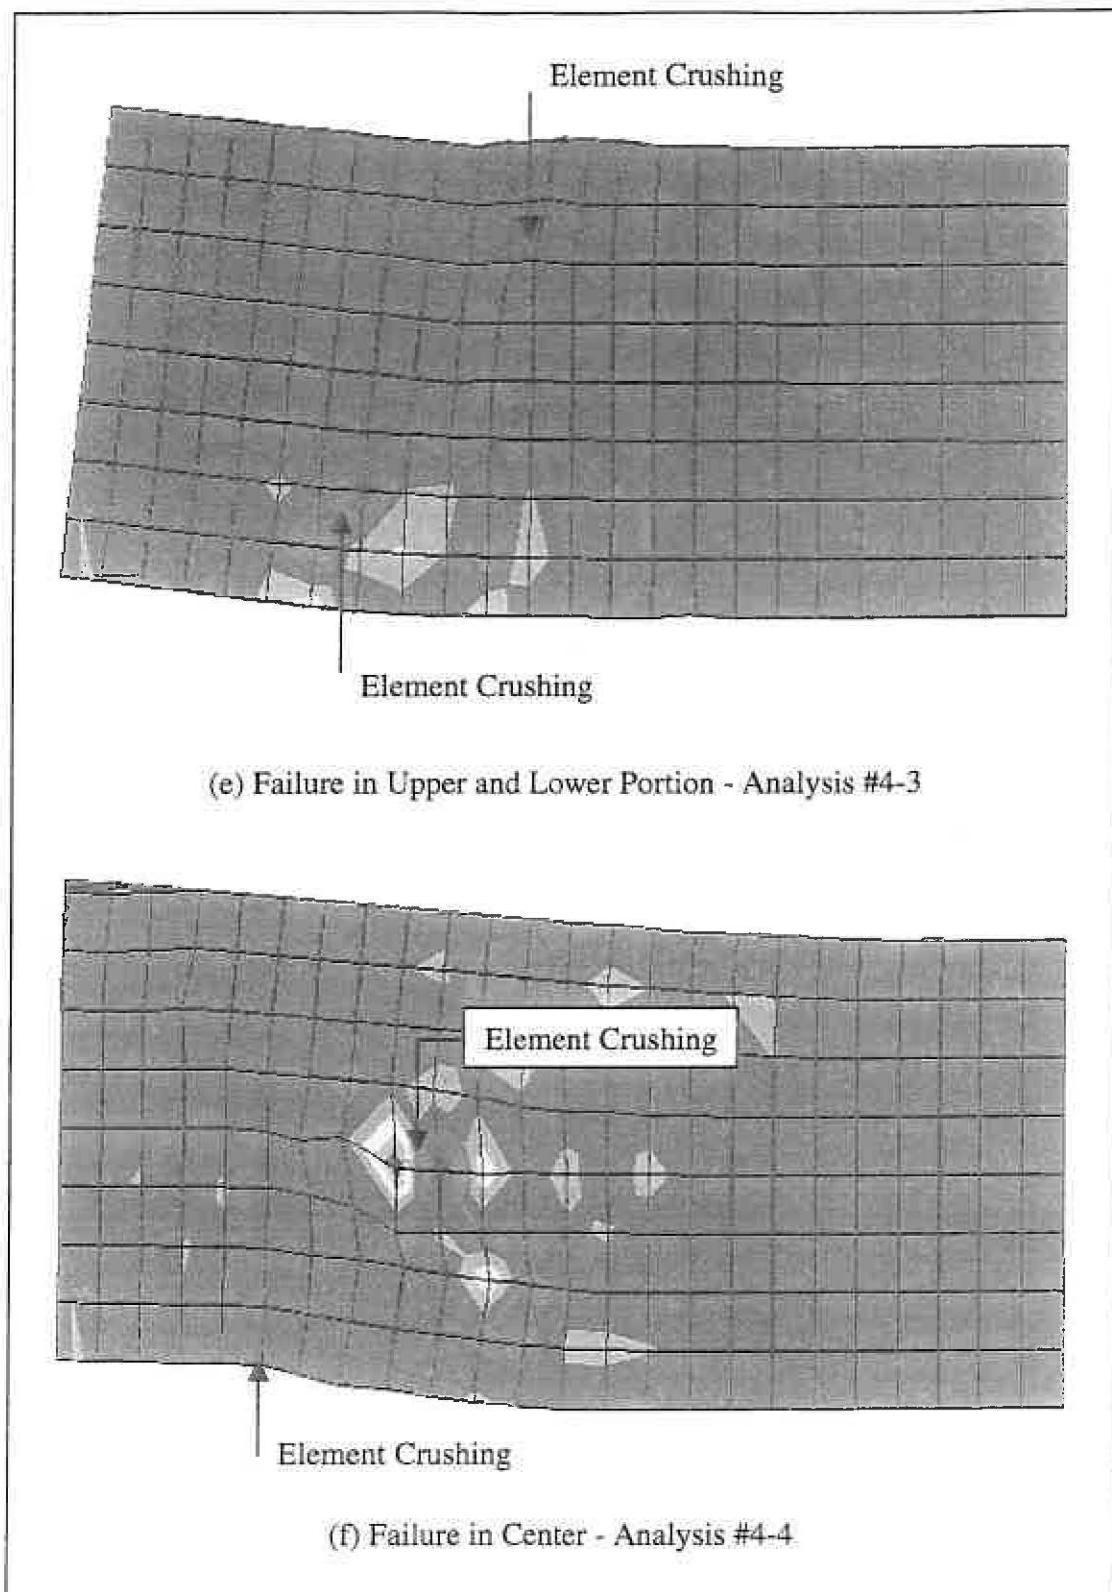 Element Crushing
Element Crushing
(e) Failure in Upper and Lower Portion - Analysis #4-3
Element Crushing
Element Crushing
(f) Failure in Center - Analysis #4-4